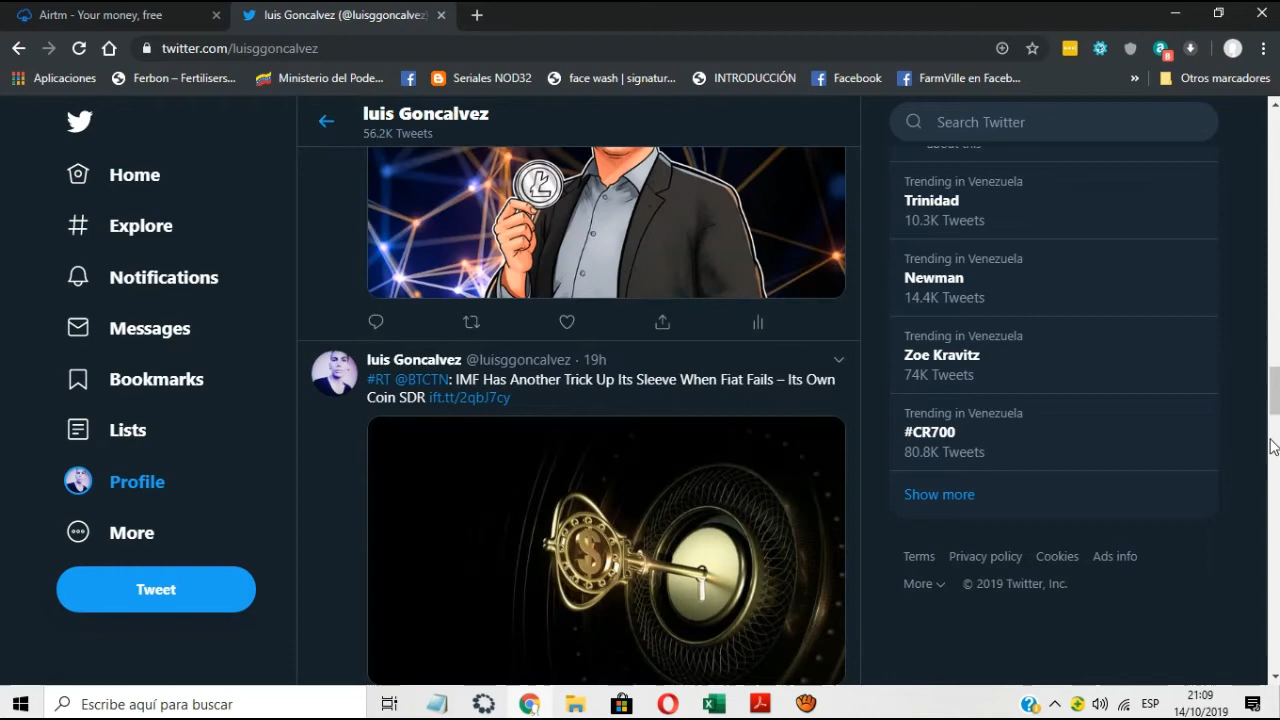 Airtm - Your money, free
luis Goncalvez (@luisggoncalvez)
twitter.com/luisggoncalvez
8
Aplicaciones
Ferbon – Fertilisers...
Ministerio del Pode...
Seriales NOD32
face wash | signatur...
INTRODUCCIÓN
Facebook
FarmVille en Faceb...
»
Otros marcadores
Home
Explore
Notifications
Messages
Bookmarks
Lists
Profile
More
Tweet
luis Goncalvez
56.2K Tweets
luis Goncalvez @luisggoncalvez · 19h
#RT @BTCTN: IMF Has Another Trick Up Its Sleeve When Fiat Fails – Its Own
Coin SDR ift.tt/2qbJ7cy
Search Twitter
about this
Trending in Venezuela
Trinidad
10.3K Tweets
Trending in Venezuela
Newman
14.4K Tweets
Trending in Venezuela
Zoe Kravitz
74K Tweets
Trending in Venezuela
#CR700
80.8K Tweets
Show more
Terms Privacy policy Cookies Ads info
More © 2019 Twitter, Inc.
Escribe aquí para buscar
ESP
21:09
14/10/2019